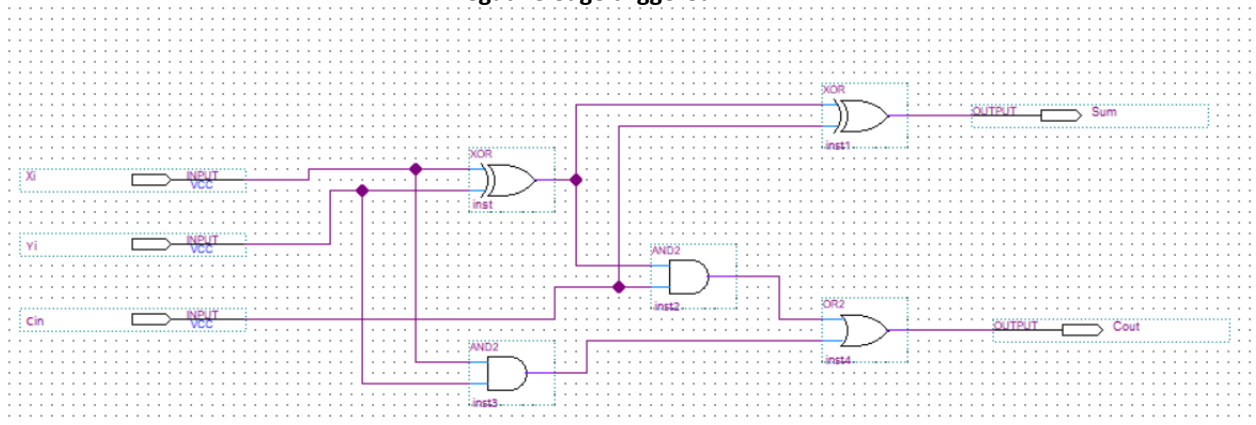 XOR
OUTPUT Sum
inst1
XOR
Xi INPUT
VCC
inst
Yi INPUT
VCC
AND2
inst2
OR2
Cin INPUT
VCC
OUTPUT Cout
AND2
inst4
inst3